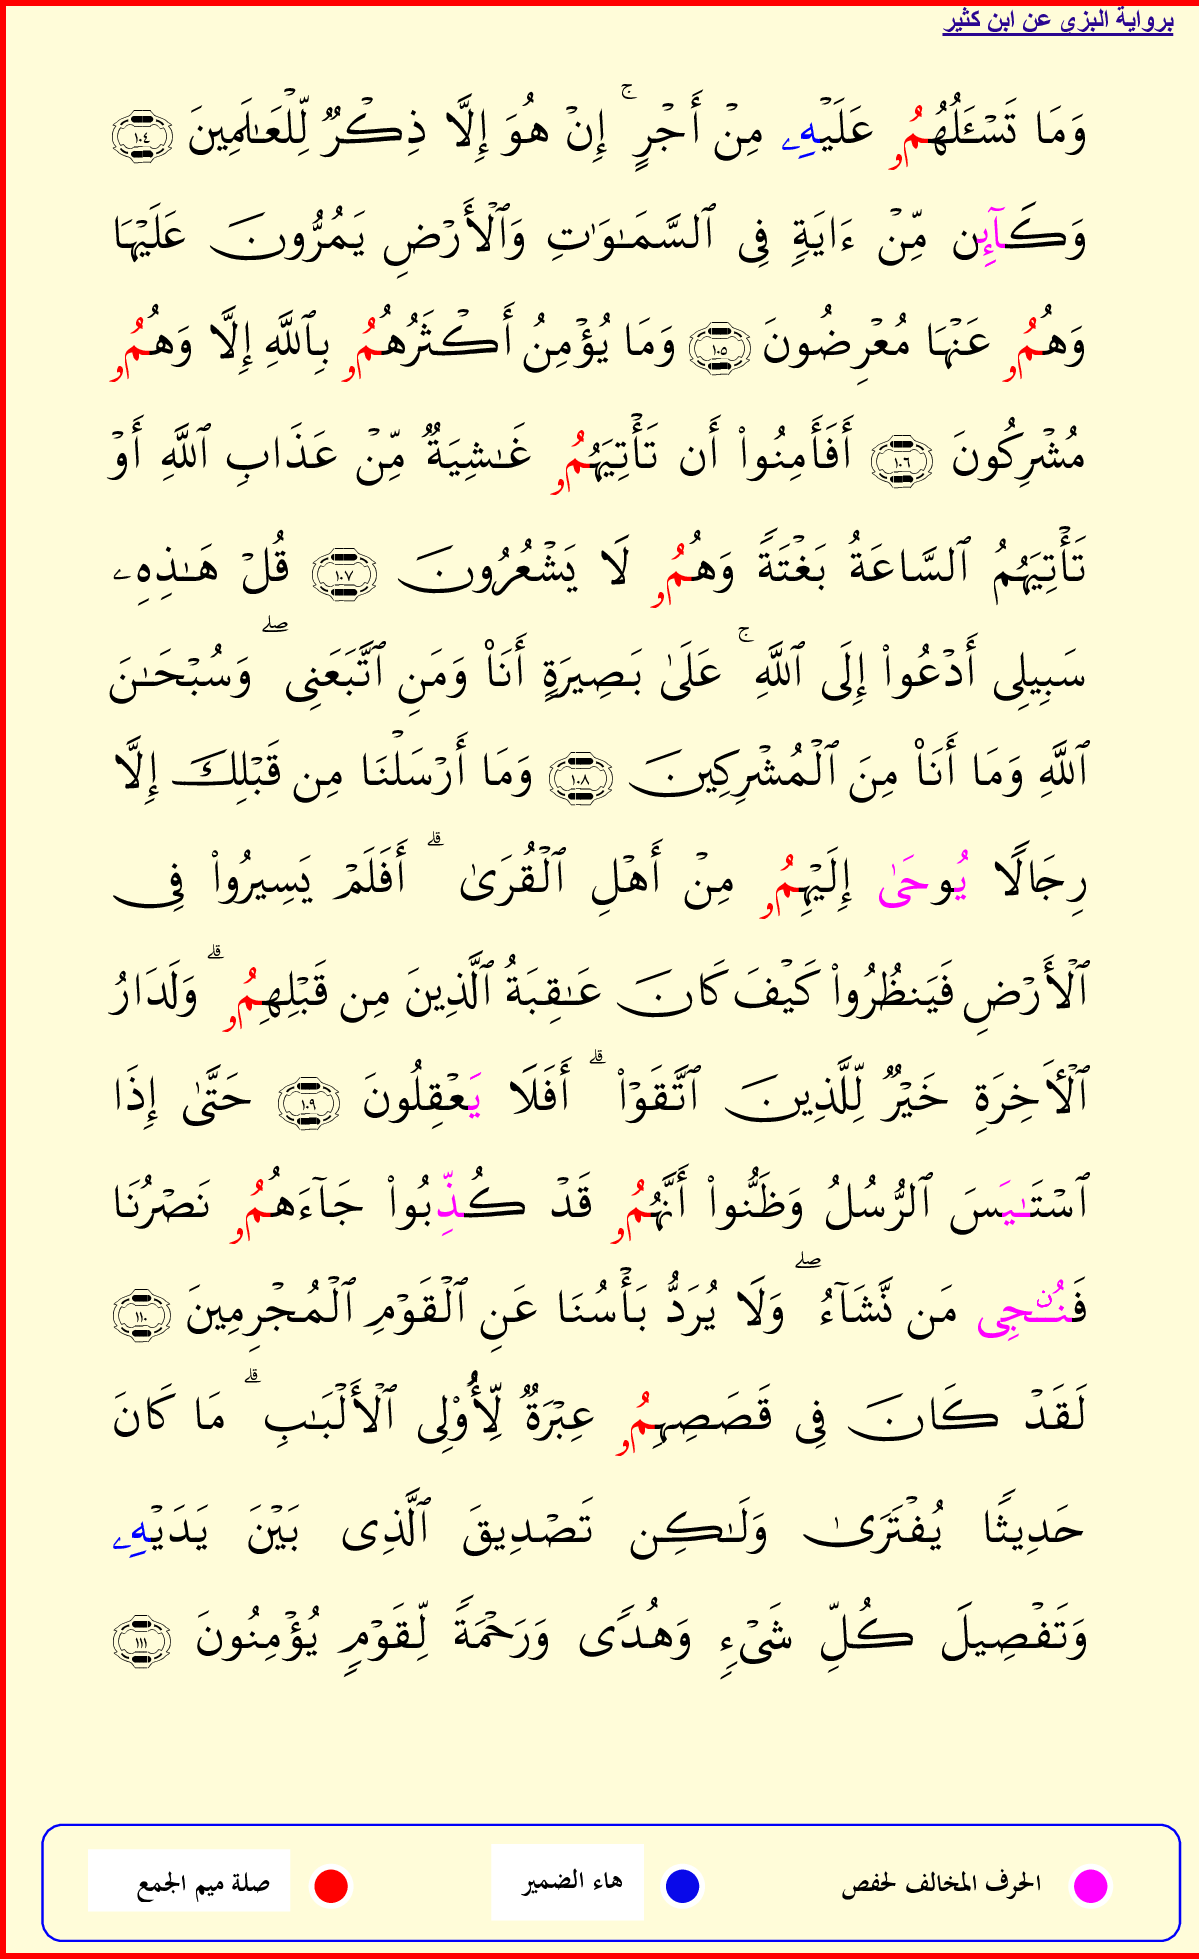 برواية البزي عن ابن كثير
وَمَا تَسْـَٔلُهُمُۥ عَلَيْهِۦ مِنْ أَجْرٍ ۚ إِنْ هُوَ إِلَّا ذِكْرٌ لِّلْعَٰلَمِينَ ١٠٤
وَكَآئِن مِّنْ ءَايَةٍ فِى ٱلسَّمَٰوَٰتِ وَٱلْأَرْضِ يَمُرُّونَ عَلَيْهَا
وَهُمُۥ عَنْهَا مُعْرِضُونَ ١٠٥ وَمَا يُؤْمِنُ أَكْثَرُهُمُۥ بِٱللَّهِ إِلَّا وَهُمُۥ
مُشْرِكُونَ ١٠٦ أَفَأَمِنُوا۟ أَن تَأْتِيَهُمُۥ غَٰشِيَةٌ مِّنْ عَذَابِ ٱللَّهِ أَوْ
تَأْتِيَهُمُ ٱلسَّاعَةُ بَغْتَةً وَهُمُۥ لَا يَشْعُرُونَ ١٠٧ قُلْ هَٰذِهِۦ
سَبِيلِى أَدْعُوا۟ إِلَى ٱللَّهِ ۚ عَلَىٰ بَصِيرَةٍ أَنَا۠ وَمَنِ ٱتَّبَعَنِى ۖ وَسُبْحَٰنَ
ٱللَّهِ وَمَا أَنَا۠ مِنَ ٱلْمُشْرِكِينَ ١٠٨ وَمَا أَرْسَلْنَا مِن قَبْلِكَ إِلَّا
رِجَالًا يُوحَىٰ إِلَيْهِمُۥ مِنْ أَهْلِ ٱلْقُرَىٰ ۗ أَفَلَمْ يَسِيرُوا۟ فِى
ٱلْأَرْضِ فَيَنظُرُوا۟ كَيْفَ كَانَ عَٰقِبَةُ ٱلَّذِينَ مِن قَبْلِهِمُۥ ۗ وَلَدَارُ
ٱلْأَخِرَةِ خَيْرٌ لِّلَّذِينَ ٱتَّقَوْا۟ ۗ أَفَلَا يَعْقِلُونَ ١٠٩ حَتَّىٰ إِذَا
ٱسْتَٰيَسَ ٱلرُّسُلُ وَظَنُّوا۟ أَنَّهُمُۥ قَدْ كُذِّبُوا۟ جَآءَهُمُۥ نَصْرُنَا
فَنُۨجِى مَن نَّشَآءُ ۖ وَلَا يُرَدُّ بَأْسُنَا عَنِ ٱلْقَوْمِ ٱلْمُجْرِمِينَ ١١٠
لَقَدْ كَانَ فِى قَصَصِهِمُۥ عِبْرَةٌ لِّأُو۟لِى ٱلْأَلْبَٰبِ ۗ مَا كَانَ
حَدِيثًا يُفْتَرَىٰ وَلَٰكِن تَصْدِيقَ ٱلَّذِى بَيْنَ يَدَيْهِۦ
وَتَفْصِيلَ كُلِّ شَىْءٍ وَهُدًى وَرَحْمَةً لِّقَوْمٍ يُؤْمِنُونَ ١١١
الحرف المخالف لحفص هاء الضمير صلة ميم الجمع